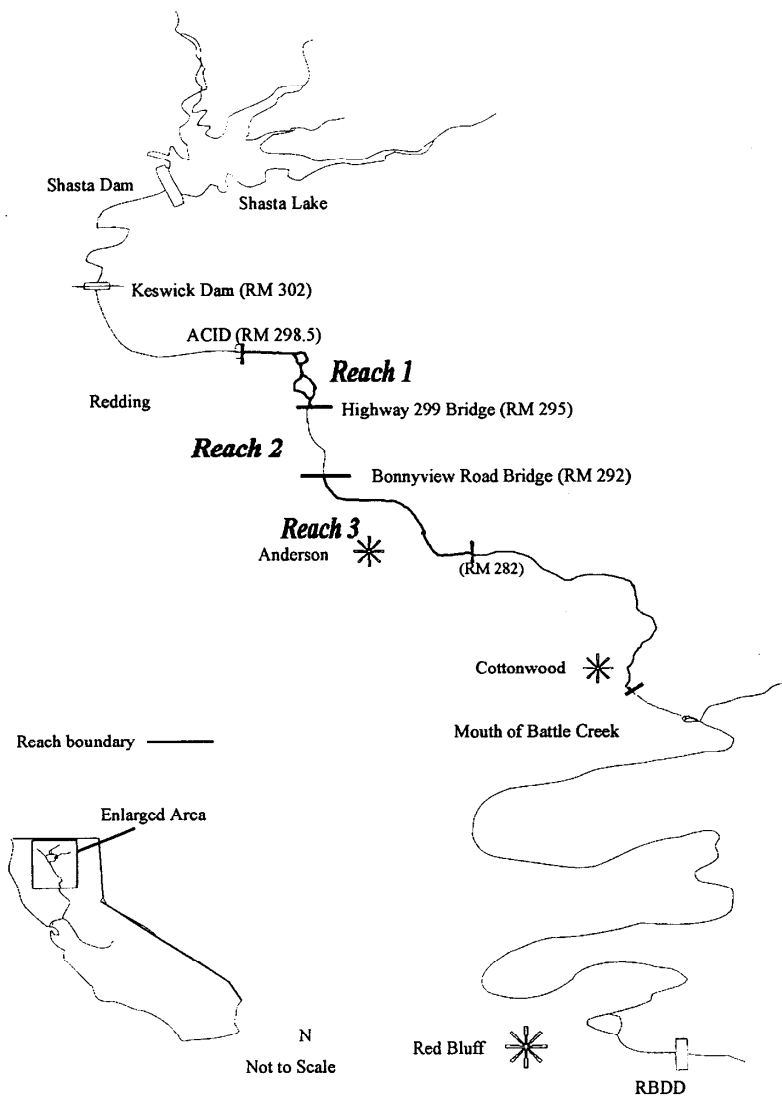 Shasta Dam
Shasta Lake
Keswick Dam (RM 302)
ACID (RM 298.5)
Reach 1
Redding
Highway 299 Bridge (RM 295)
Reach 2
Bonnyview Road Bridge (RM 292)
Reach 3
Anderson
(RM 282)
Cottonwood
Mouth of Battle Creek
Reach boundary
Enlarged Area
N
Not to Scale
Red Bluff
RBDD